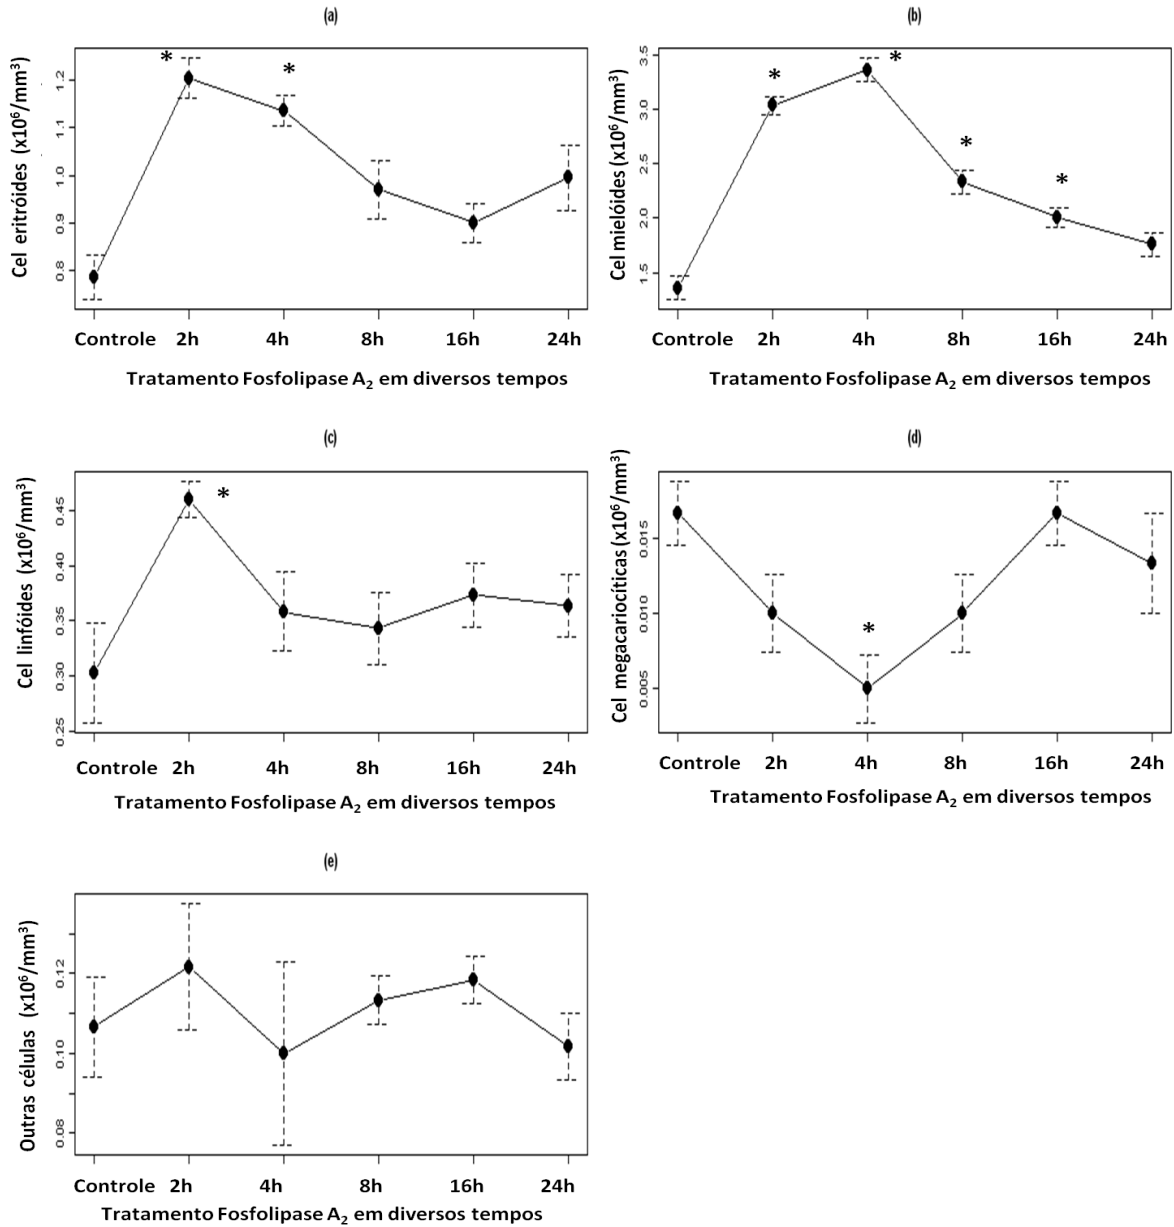 (a)
Cel eritróides (x10⁶/mm³)
1.2
1.1
1.0
0.9
0.8
*
*
Controle 2h 4h 8h 16h 24h
Tratamento Fosfolipase A₂ em diversos tempos
(b)
Cel mielóides (x10⁶/mm³)
3.5
3.0
2.5
2.0
1.5
*
*
*
*
Controle 2h 4h 8h 16h 24h
Tratamento Fosfolipase A₂ em diversos tempos
(c)
Cel linfóides (x10⁶/mm³)
0.45
0.40
0.35
0.30
0.25
*
Controle 2h 4h 8h 16h 24h
Tratamento Fosfolipase A₂ em diversos tempos
(d)
Cel megacariocíticas (x10⁶/mm³)
0.015
0.010
0.005
*
Controle 2h 4h 8h 16h 24h
Tratamento Fosfolipase A₂ em diversos tempos
(e)
Outras células (x10⁶/mm³)
0.12
0.10
0.08
Controle 2h 4h 8h 16h 24h
Tratamento Fosfolipase A₂ em diversos tempos